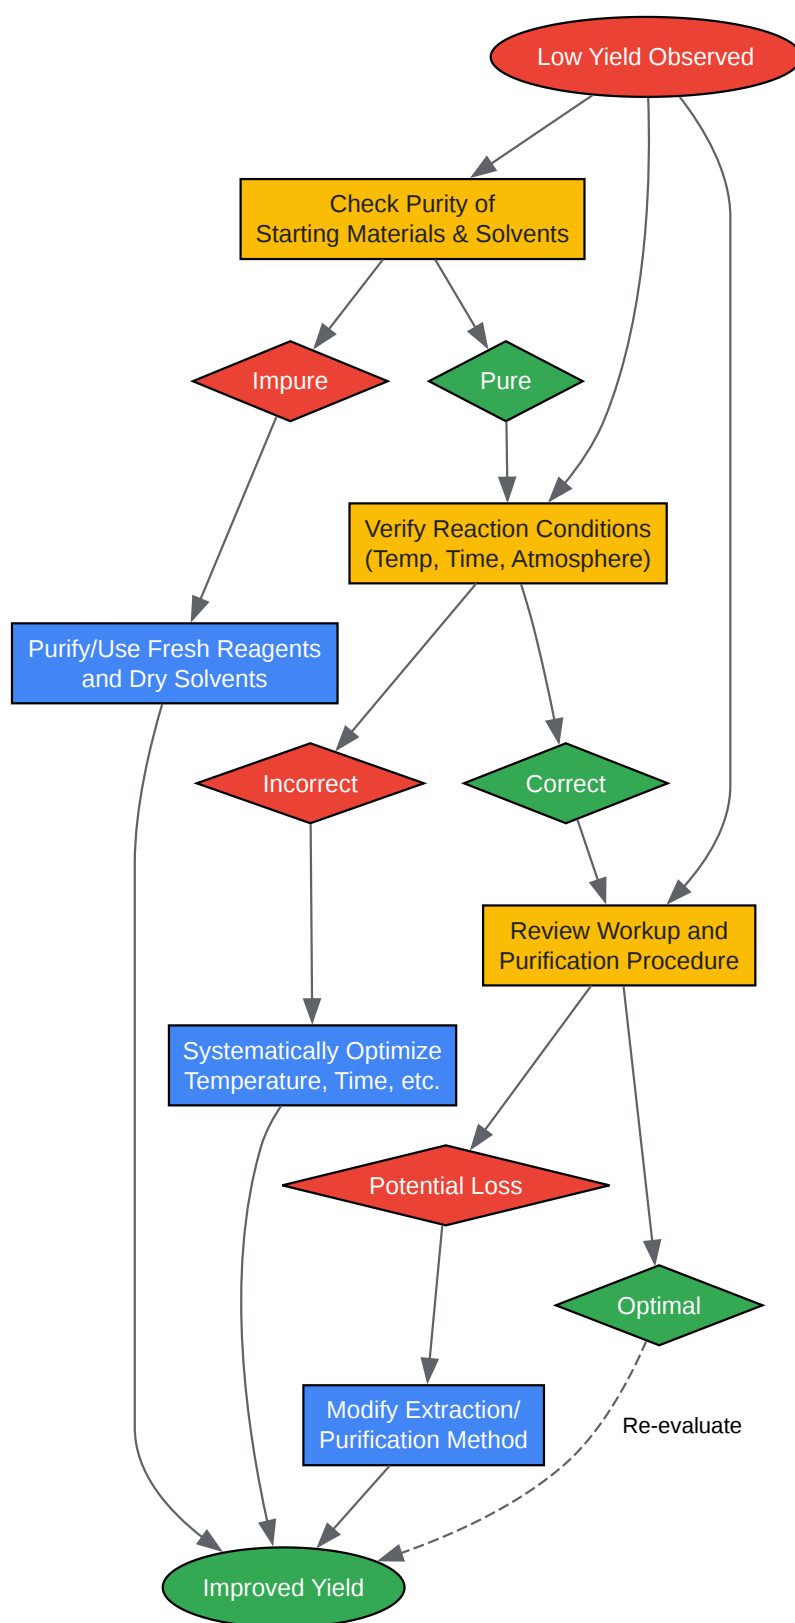 Low Yield Observed
Check Purity of
Starting Materials & Solvents
Impure
Pure
Verify Reaction Conditions
(Temp, Time, Atmosphere)
Purify/Use Fresh Reagents
and Dry Solvents
Incorrect
Correct
Review Workup and
Purification Procedure
Systematically Optimize
Temperature, Time, etc.
Potential Loss
Optimal
Modify Extraction/
Purification Method
Re-evaluate
Improved Yield